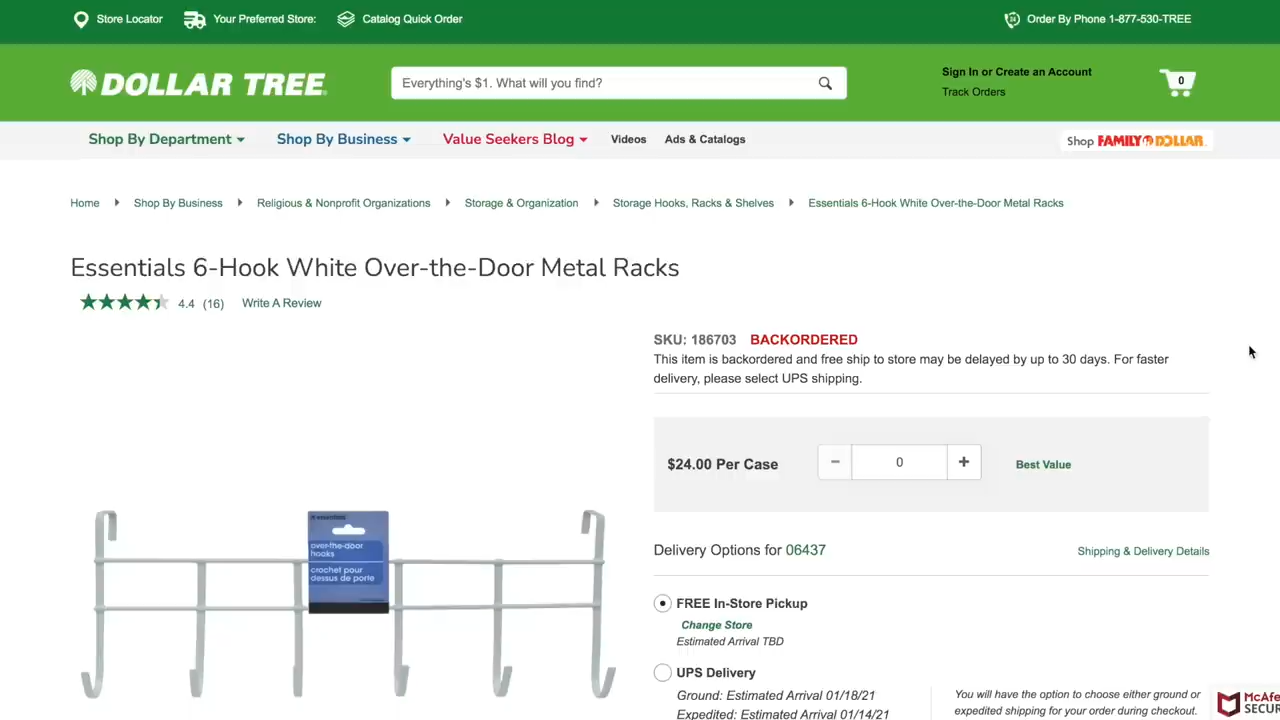 Store Locator
Your Preferred Store:
Catalog Quick Order
Order By Phone 1-877-530-TREE
DOLLAR TREE
Everything's $1. What will you find?
Sign In or Create an Account
Track Orders
0
Shop By Department
Shop By Business
Value Seekers Blog
Videos
Ads & Catalogs
Shop FAMILY DOLLAR
Home
Shop By Business
Religious & Nonprofit Organizations
Storage & Organization
Storage Hooks, Racks & Shelves
Essentials 6-Hook White Over-the-Door Metal Racks
Essentials 6-Hook White Over-the-Door Metal Racks
4.4 (16)
Write A Review
SKU: 186703 BACKORDERED
This item is backordered and free ship to store may be delayed by up to 30 days. For faster
delivery, please select UPS shipping.
$24.00 Per Case
− 0 +
Best Value
over-the-door
hooks
crochet pour
dessus de porte
Delivery Options for 06437
Shipping & Delivery Details
FREE In-Store Pickup
Change Store
Estimated Arrival TBD
UPS Delivery
Ground: Estimated Arrival 01/18/21
Expedited: Estimated Arrival 01/14/21
You will have the option to choose either ground or
expedited shipping for your order during checkout.
McAfe
SECUR